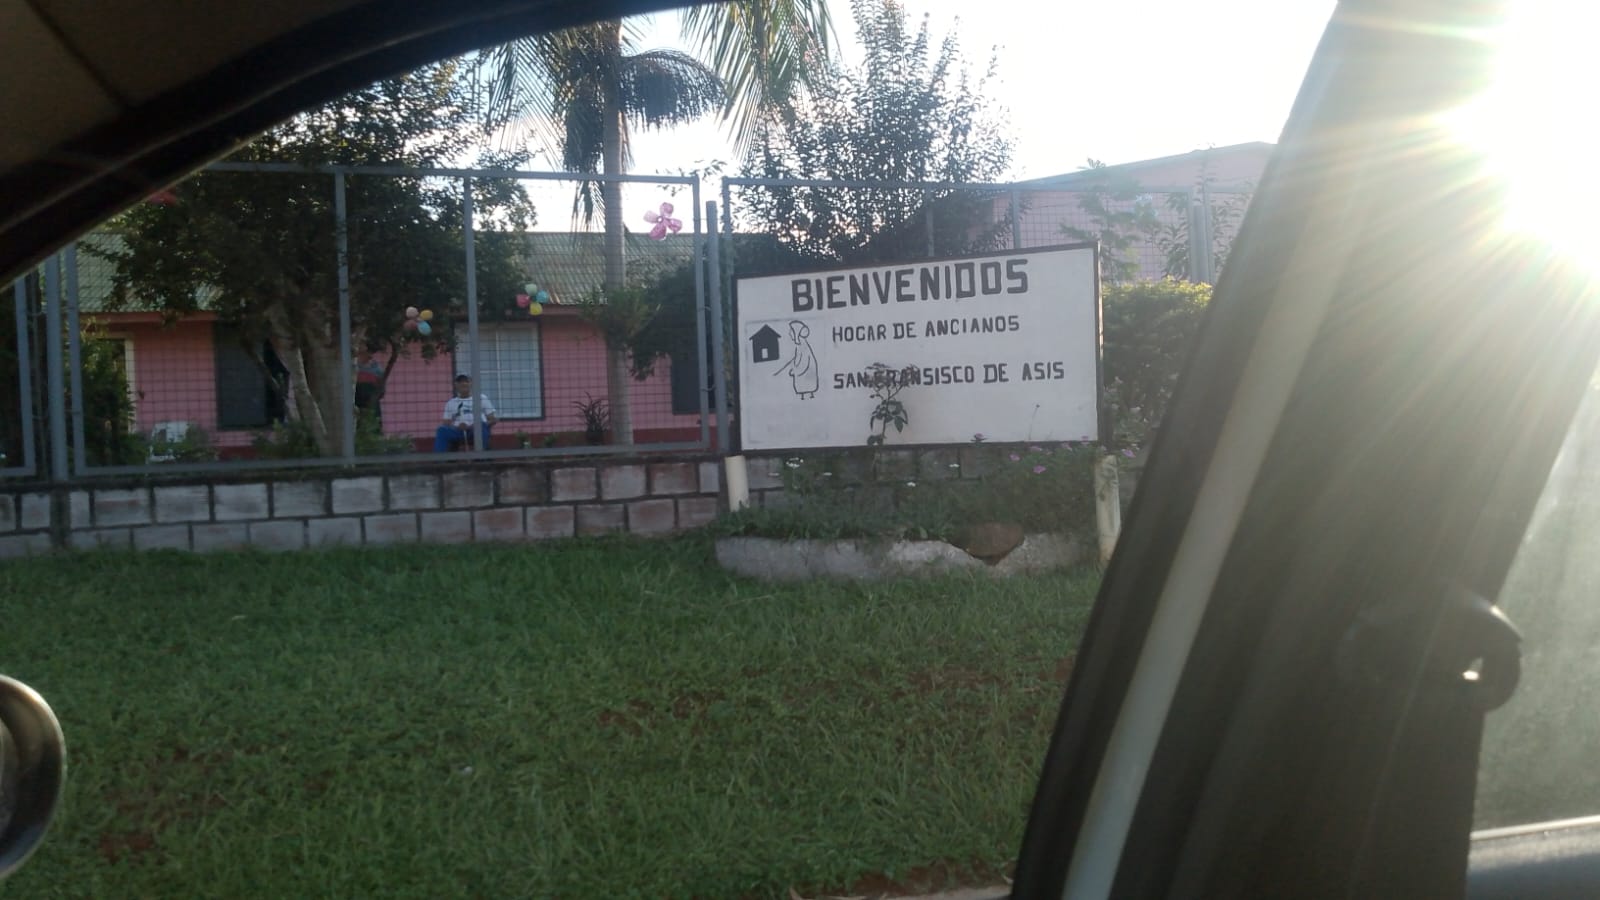 BIENVENIDOS
HOGAR DE ANCIANOS
SAN FRANSISCO DE ASIS